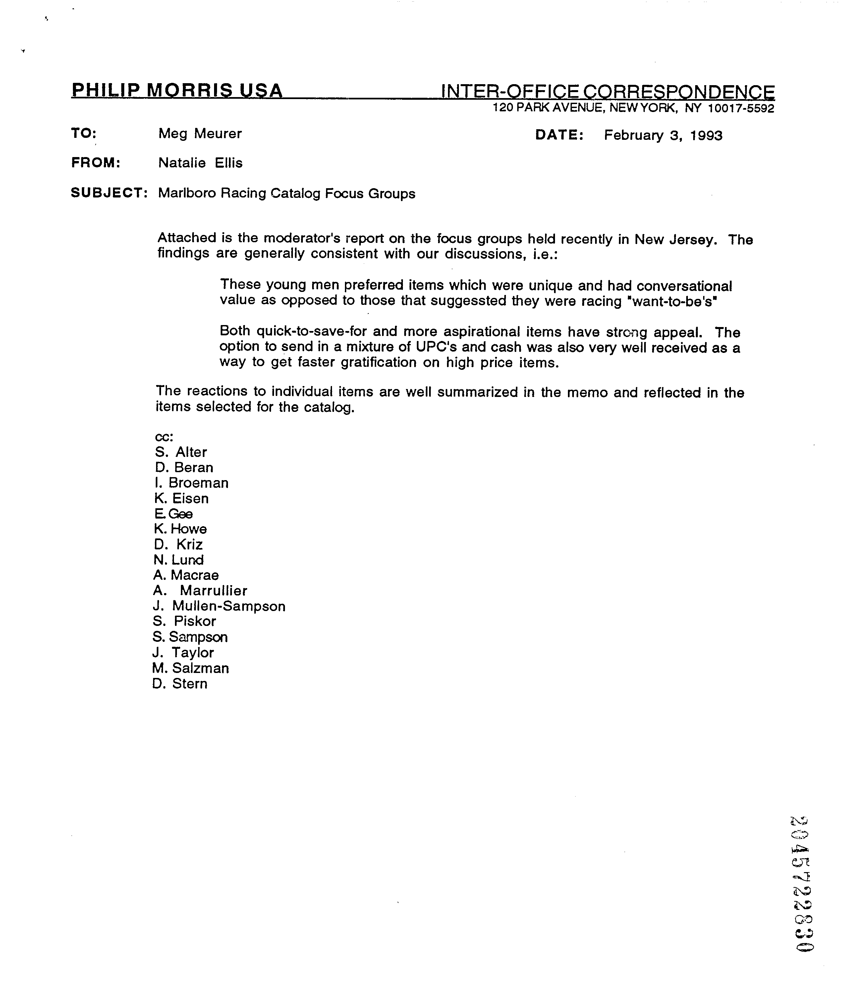 PHILIP MORRIS USA INTER-OFFICE CORRESPONDENCE
120 PARK AVENUE, NEW YORK, NY 10017-5592
TO: Meg Meurer DATE: February 3, 1993
FROM: Natalie Ellis
SUBJECT: Marlboro Racing Catalog Focus Groups
Attached is the moderator's report on the focus groups held recently in New Jersey. The
findings are generally consistent with our discussions, i.e.:
These young men preferred items which were unique and had conversational
value as opposed to those that suggessted they were racing "want-to-be's"
Both quick-to-save-for and more aspirational items have strong appeal. The
option to send in a mixture of UPC's and cash was also very well received as a
way to get faster gratification on high price items.
The reactions to individual items are well summarized in the memo and reflected in the
items selected for the catalog.
cc:
S. Alter
D. Beran
I. Broeman
K. Eisen
E. Gee
K. Howe
D. Kriz
N. Lund
A. Macrae
A. Marrullier
J. Mullen-Sampson
S. Piskor
S. Sampson
J. Taylor
M. Salzman
D. Stern
2045722830